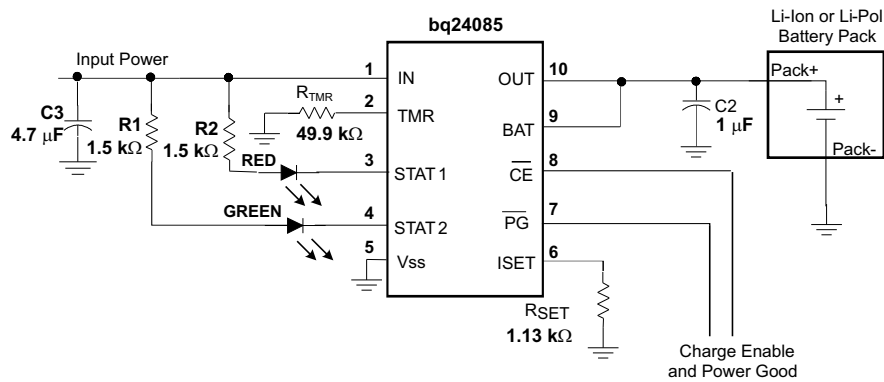 bq24085
Li-Ion or Li-Pol
Battery Pack
Input Power
1
IN
OUT
10
Pack+
R_TMR
2
TMR
C3
4.7 μF
R1
1.5 kΩ
R2
1.5 kΩ
49.9 kΩ
BAT
9
C2
1 μF
+
RED
3
STAT 1
CE
8
Pack-
GREEN
4
STAT 2
PG
7
5
Vss
ISET
6
RSET
1.13 kΩ
Charge Enable
and Power Good